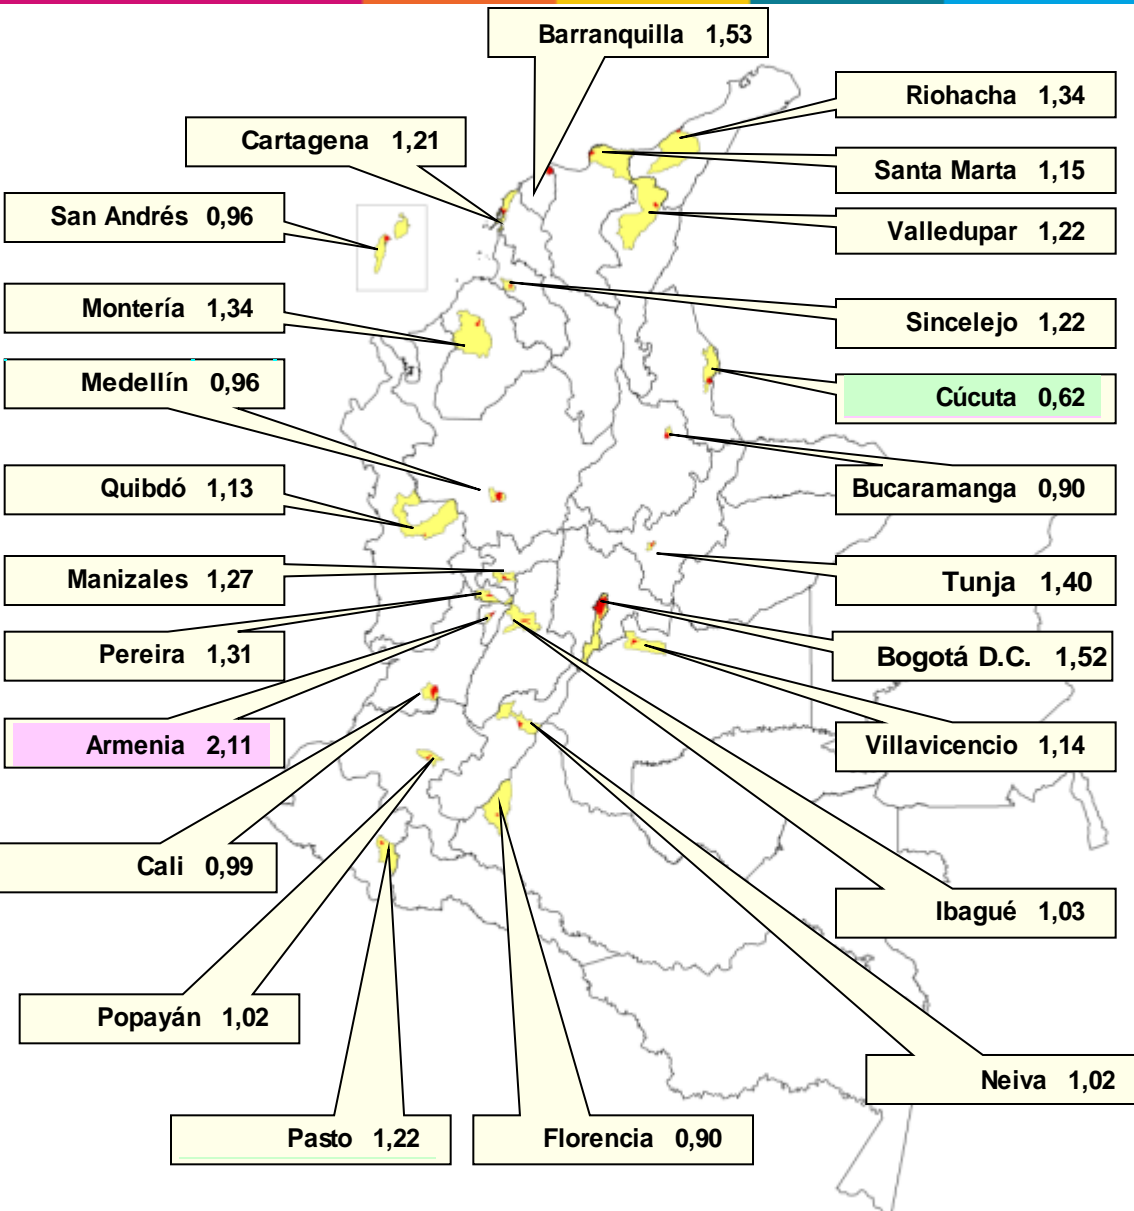 Barranquilla 1,53
Riohacha 1,34
Cartagena 1,21
Santa Marta 1,15
San Andrés 0,96
Valledupar 1,22
Montería 1,34
Sincelejo 1,22
Medellín 0,96
Cúcuta 0,62
Quibdó 1,13
Bucaramanga 0,90
Manizales 1,27
Tunja 1,40
Pereira 1,31
Bogotá D.C. 1,52
Armenia 2,11
Villavicencio 1,14
Cali 0,99
Ibagué 1,03
Popayán 1,02
Neiva 1,02
Pasto 1,22
Florencia 0,90